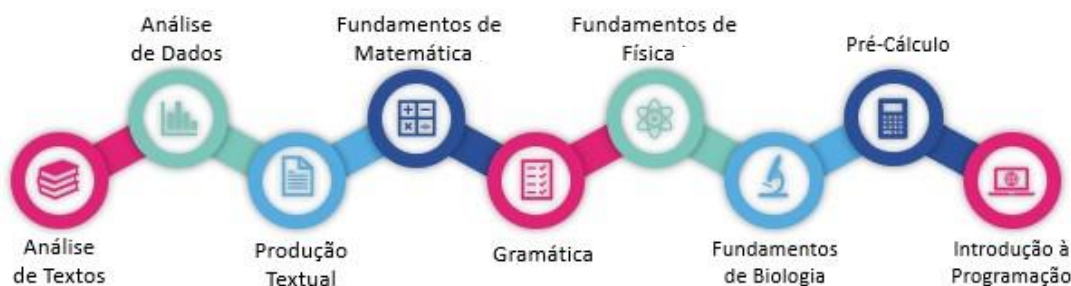 Análise
de Dados
Fundamentos de
Matemática
Fundamentos de
Física
Pré-Cálculo
Análise
de Textos
Produção
Textual
Gramática
Fundamentos
de Biologia
Introdução à
Programação